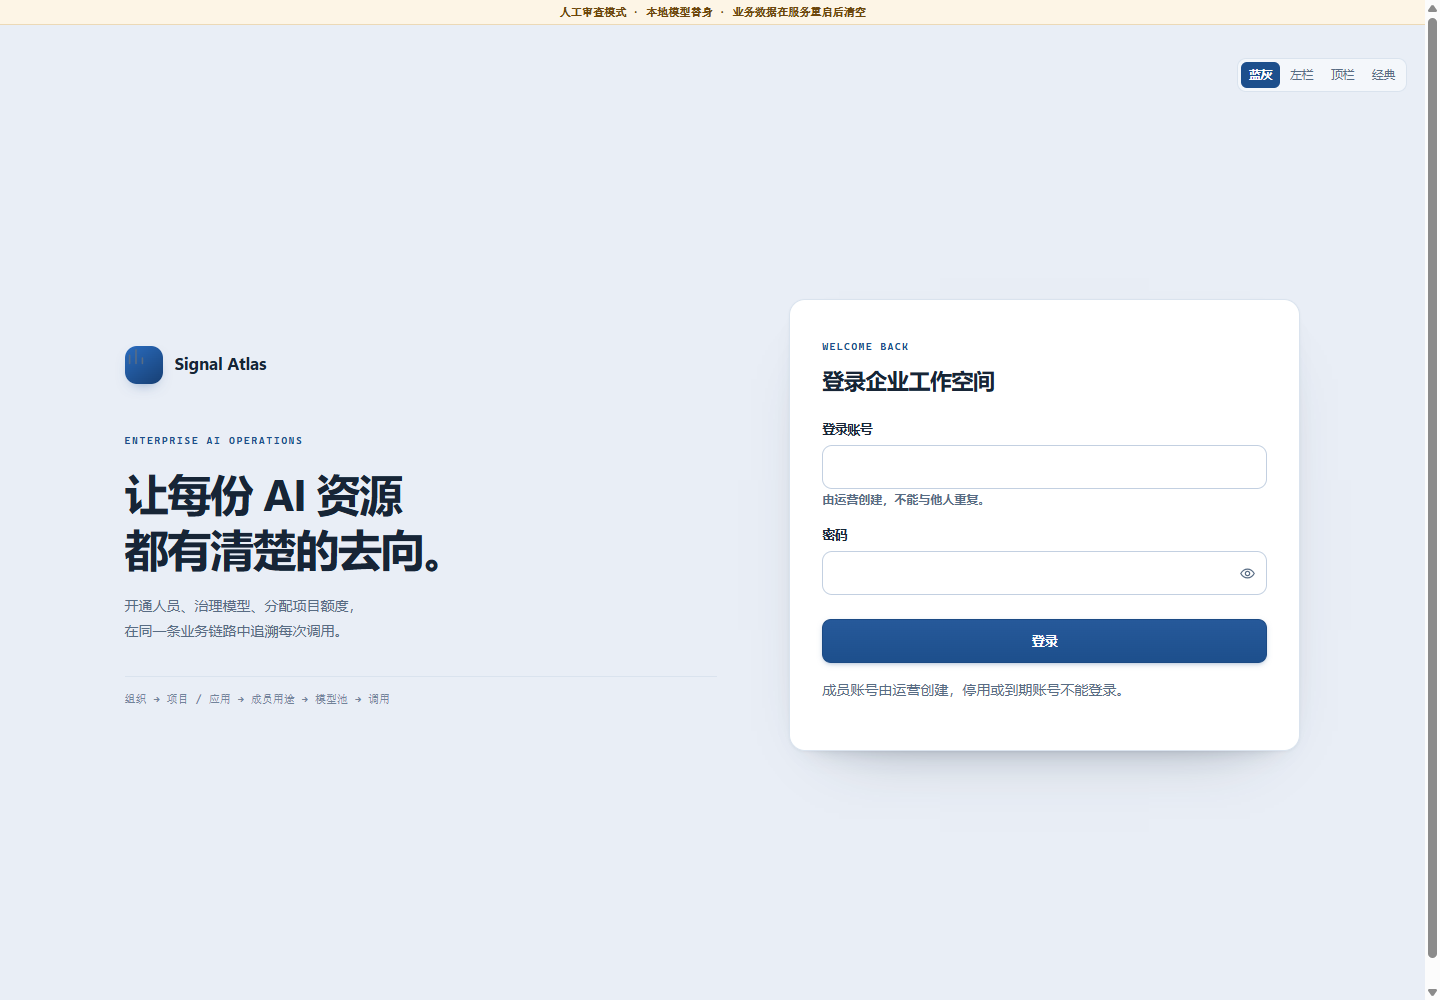 人工审查模式 · 本地模型替身 · 业务数据在服务重启后清空
蓝灰 左栏 顶栏 经典
Signal Atlas
ENTERPRISE AI OPERATIONS
让每份 AI 资源
都有清楚的去向。
开通人员、治理模型、分配项目额度，
在同一条业务链路中追溯每次调用。
组织 → 项目 / 应用 → 成员用途 → 模型池 → 调用
WELCOME BACK
登录企业工作空间
登录账号
由运营创建，不能与他人重复。
密码
登录
成员账号由运营创建，停用或到期账号不能登录。